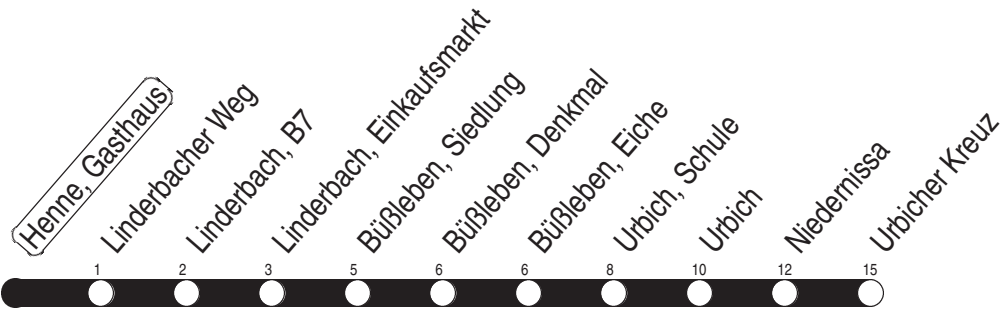 Henne, Gasthaus
Linderbacher Weg
Linderbach, B7
Linderbach, Einkaufsmarkt
Büßleben, Siedlung
Büßleben, Denkmal
Büßleben, Eiche
Urbich, Schule
Urbich
Niedernissa
Urbicher Kreuz
1 2 3 5 6 6 8 10 12 15